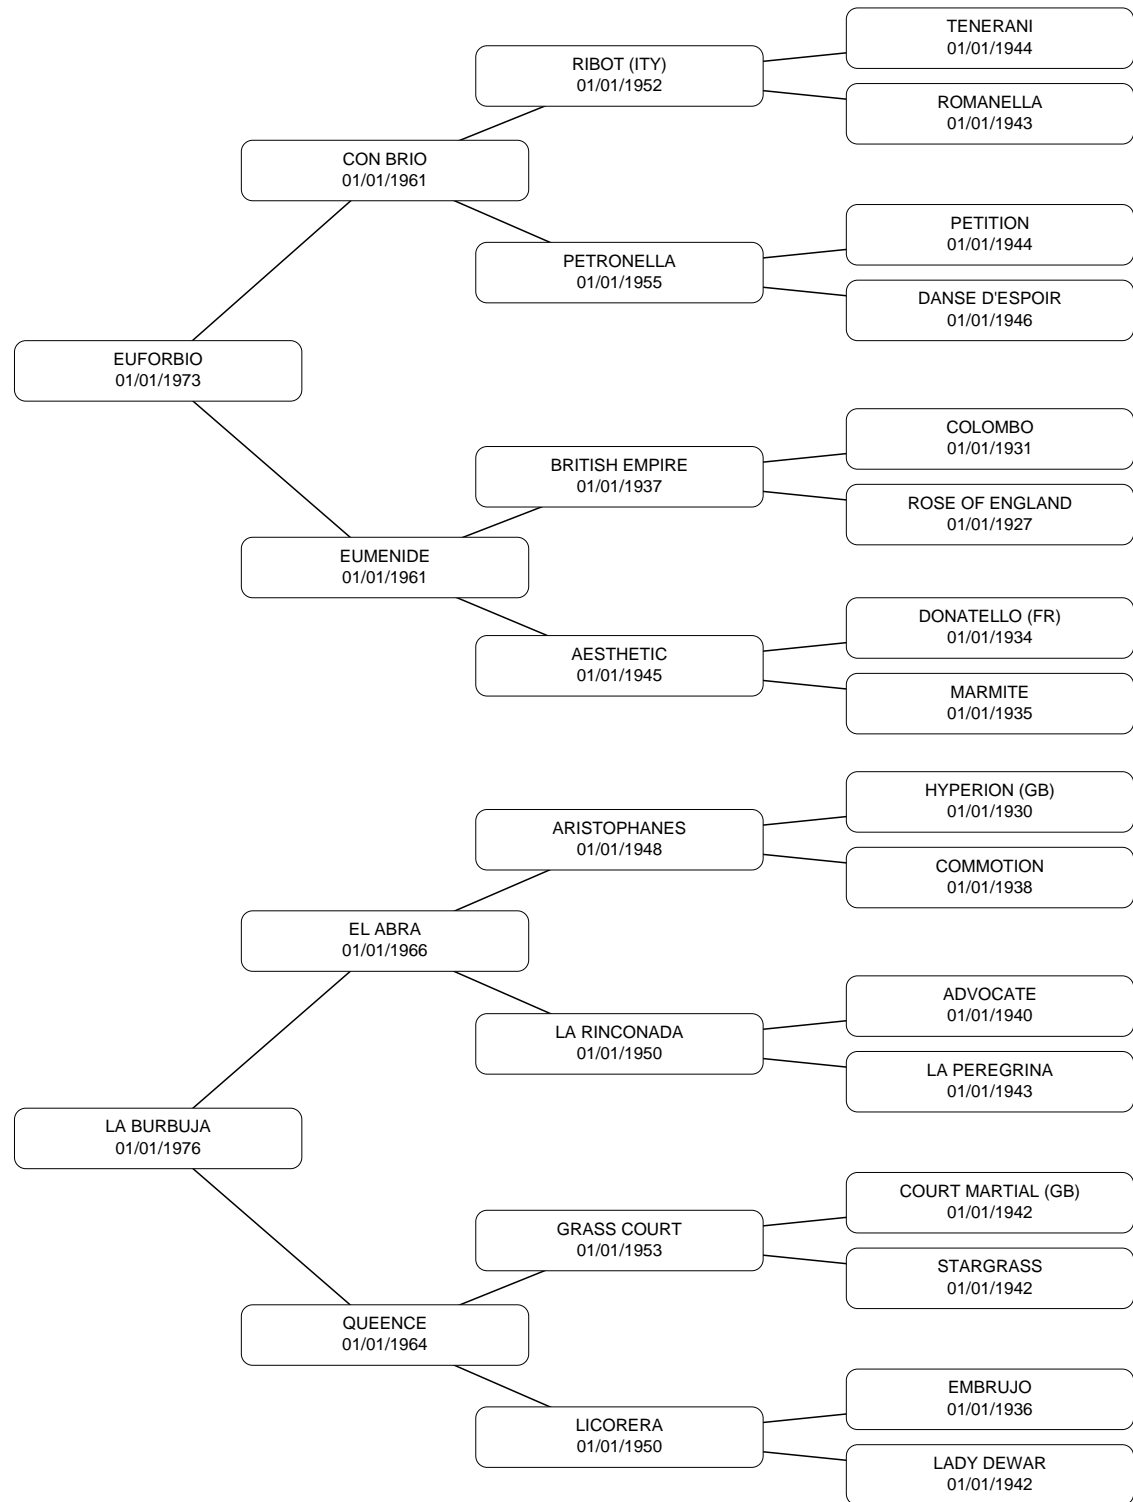 TENERANI
01/01/1944
RIBOT (ITY)
01/01/1952
ROMANELLA
01/01/1943
CON BRIO
01/01/1961
PETITION
01/01/1944
PETRONELLA
01/01/1955
DANSE D'ESPOIR
01/01/1946
EUFORBIO
01/01/1973
COLOMBO
01/01/1931
BRITISH EMPIRE
01/01/1937
ROSE OF ENGLAND
01/01/1927
EUMENIDE
01/01/1961
DONATELLO (FR)
01/01/1934
AESTHETIC
01/01/1945
MARMITE
01/01/1935
HYPERION (GB)
01/01/1930
ARISTOPHANES
01/01/1948
COMMOTION
01/01/1938
EL ABRA
01/01/1966
ADVOCATE
01/01/1940
LA RINCONADA
01/01/1950
LA PEREGRINA
01/01/1943
LA BURBUJA
01/01/1976
COURT MARTIAL (GB)
01/01/1942
GRASS COURT
01/01/1953
STARGRASS
01/01/1942
QUEENCE
01/01/1964
EMBRUJO
01/01/1936
LICORERA
01/01/1950
LADY DEWAR
01/01/1942